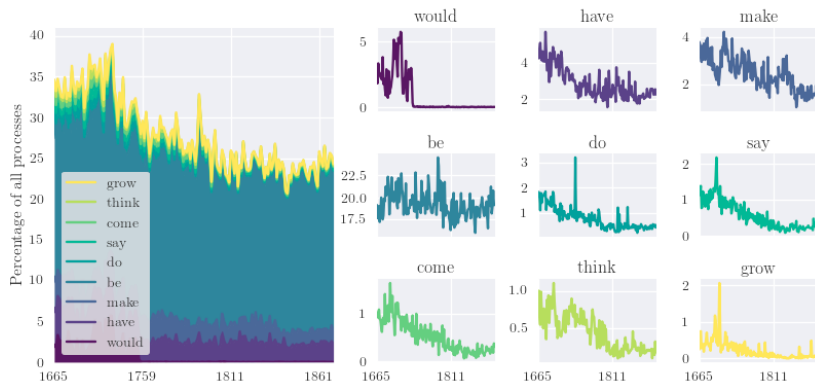 Percentage of all processes
40
35
30
25
20
15
10
5
0
1665 1759 1811 1861
grow
think
come
say
do
be
make
have
would
would
5
0
have
4
2
make
4
2
be
22.5
20.0
17.5
do
3
2
1
say
2
1
0
come
1
0
1665 1811
think
1.0
0.5
1665 1811
grow
2
1
0
1665 1811